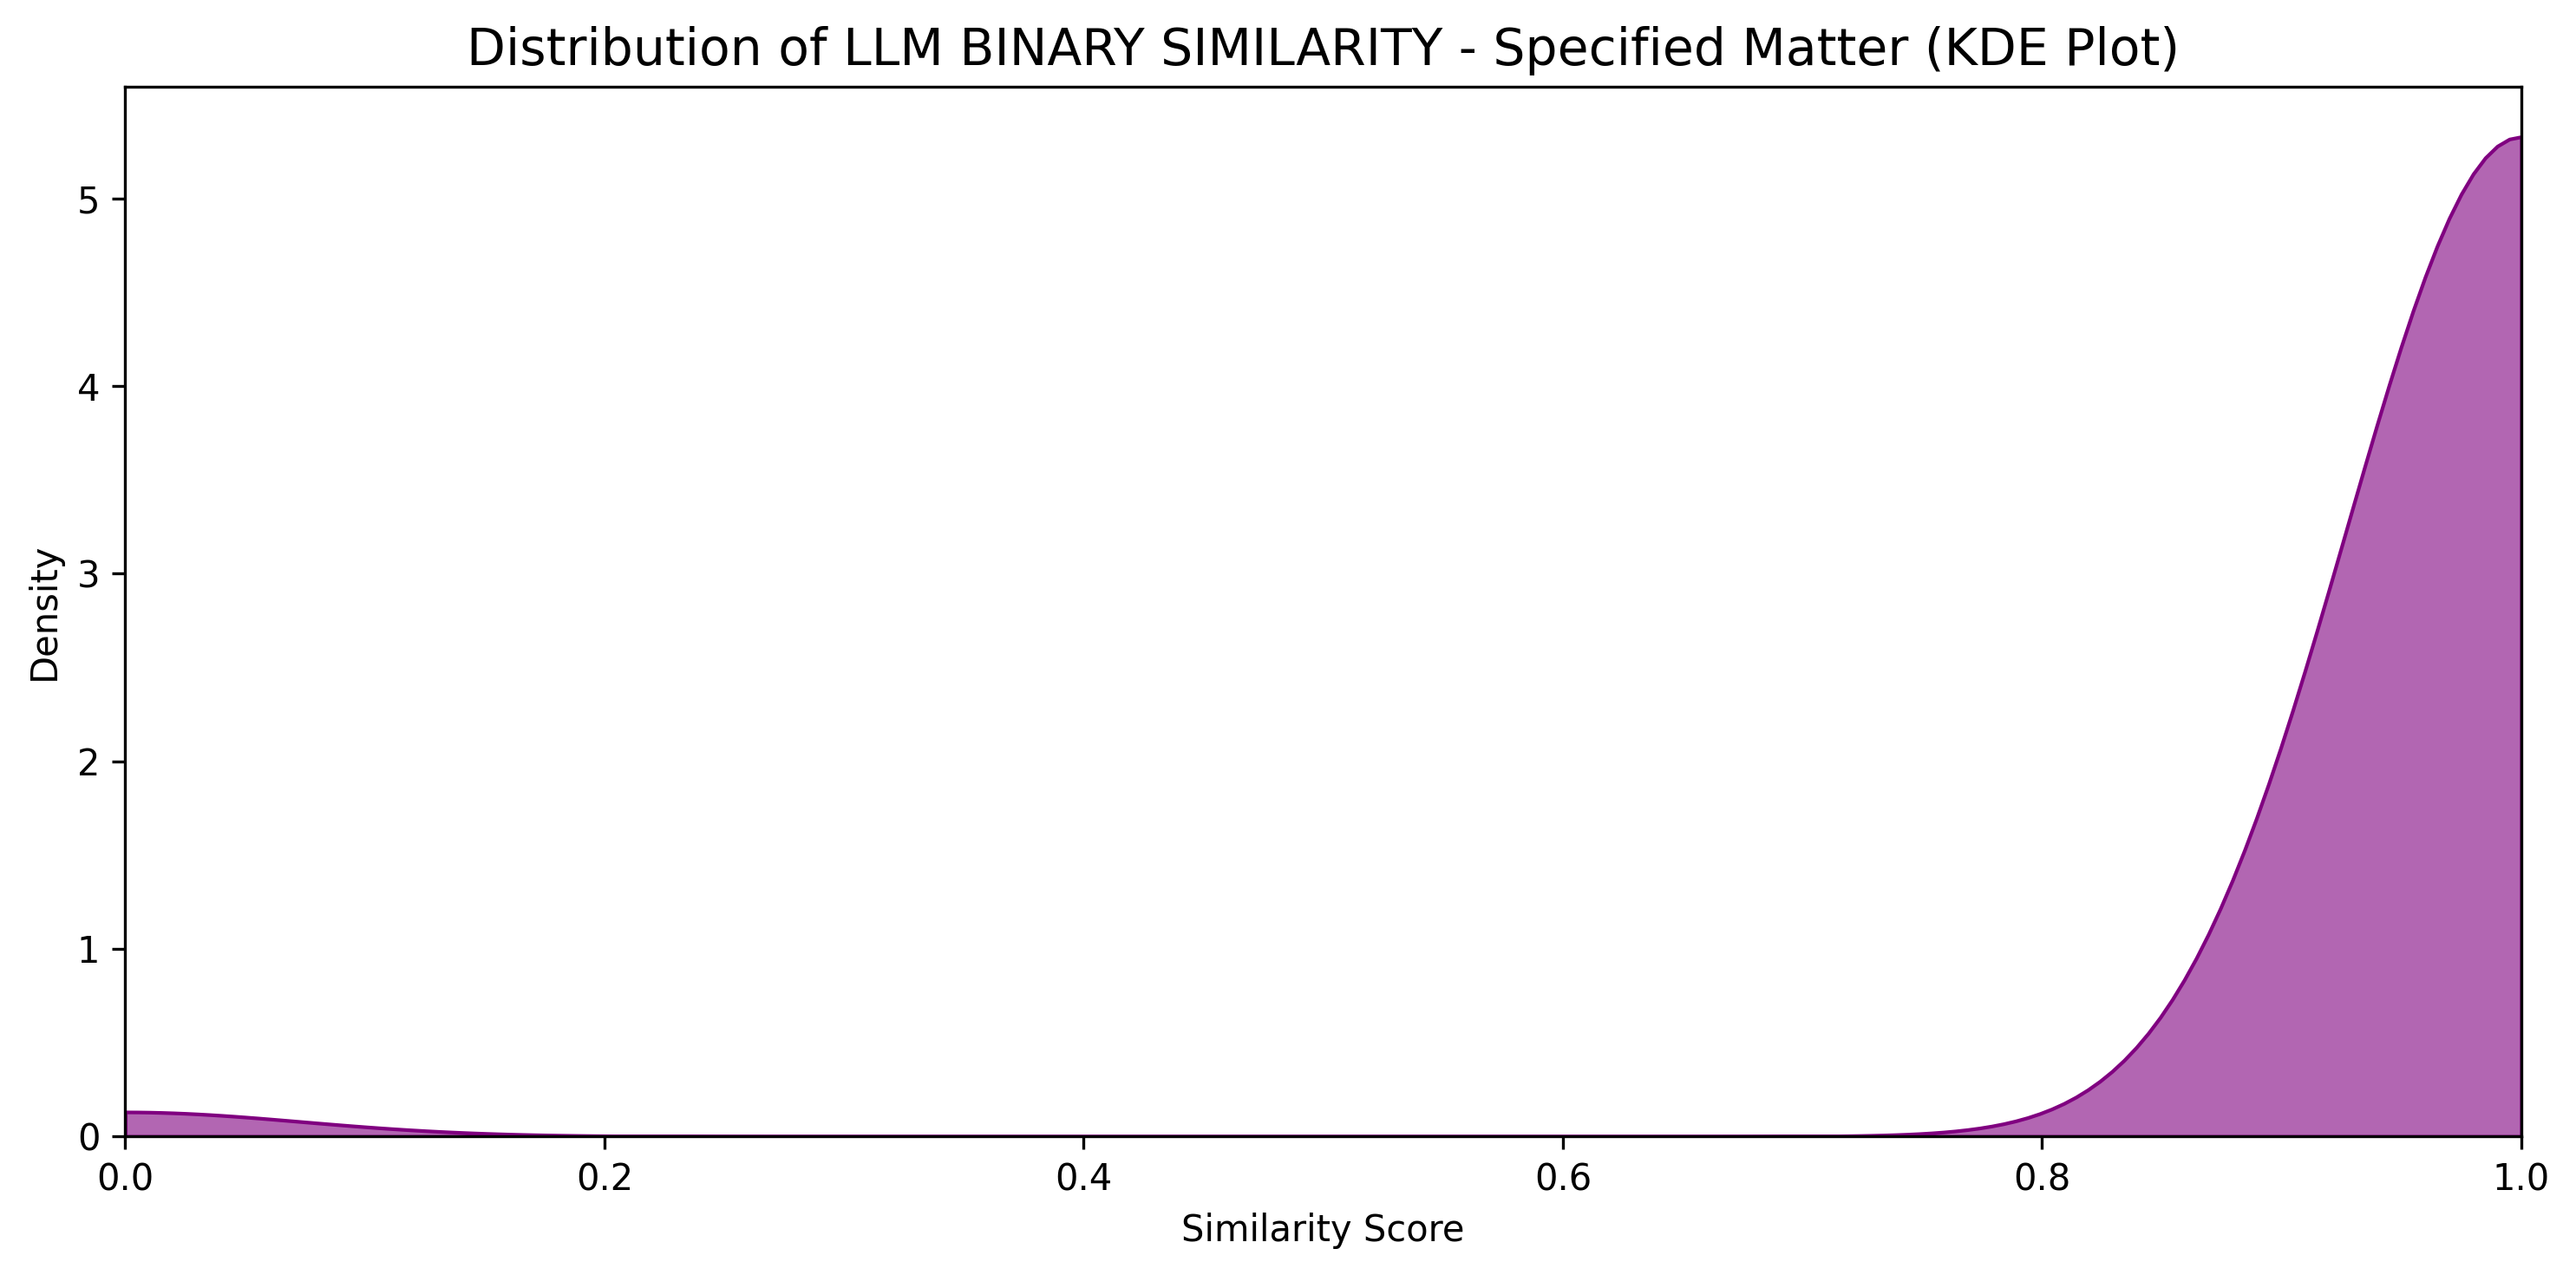 Distribution of LLM BINARY SIMILARITY - Specified Matter (KDE Plot)
5
4
3
2
1
0
Density
0.0 0.2 0.4 0.6 0.8 1.0
Similarity Score